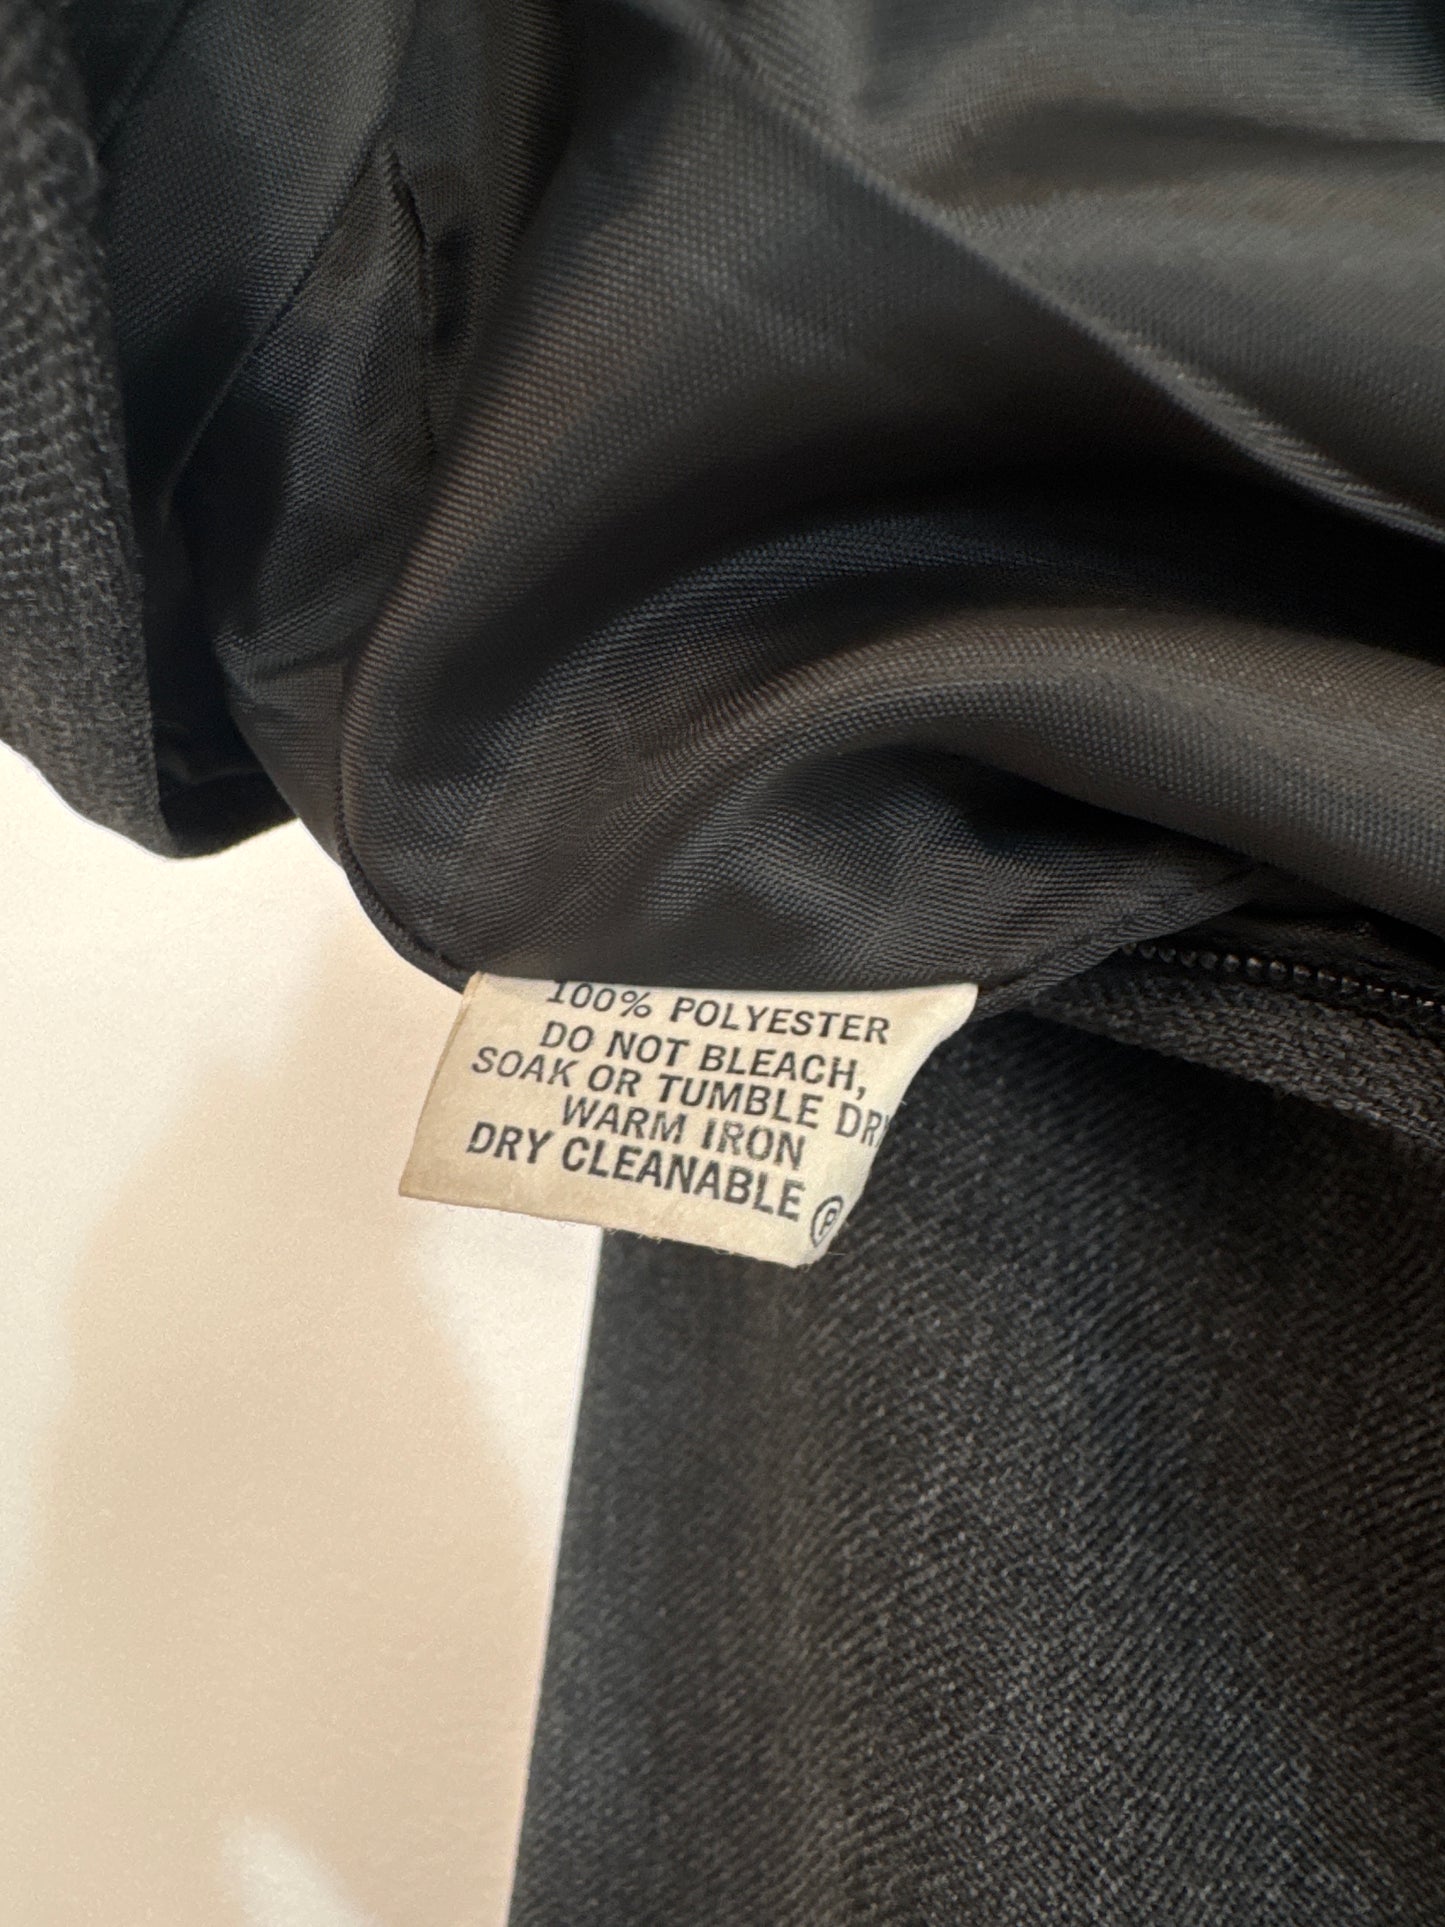 100% POLYESTER
DO NOT BLEACH,
SOAK OR TUMBLE DRY
WARM IRON
DRY CLEANABLE Ⓟ